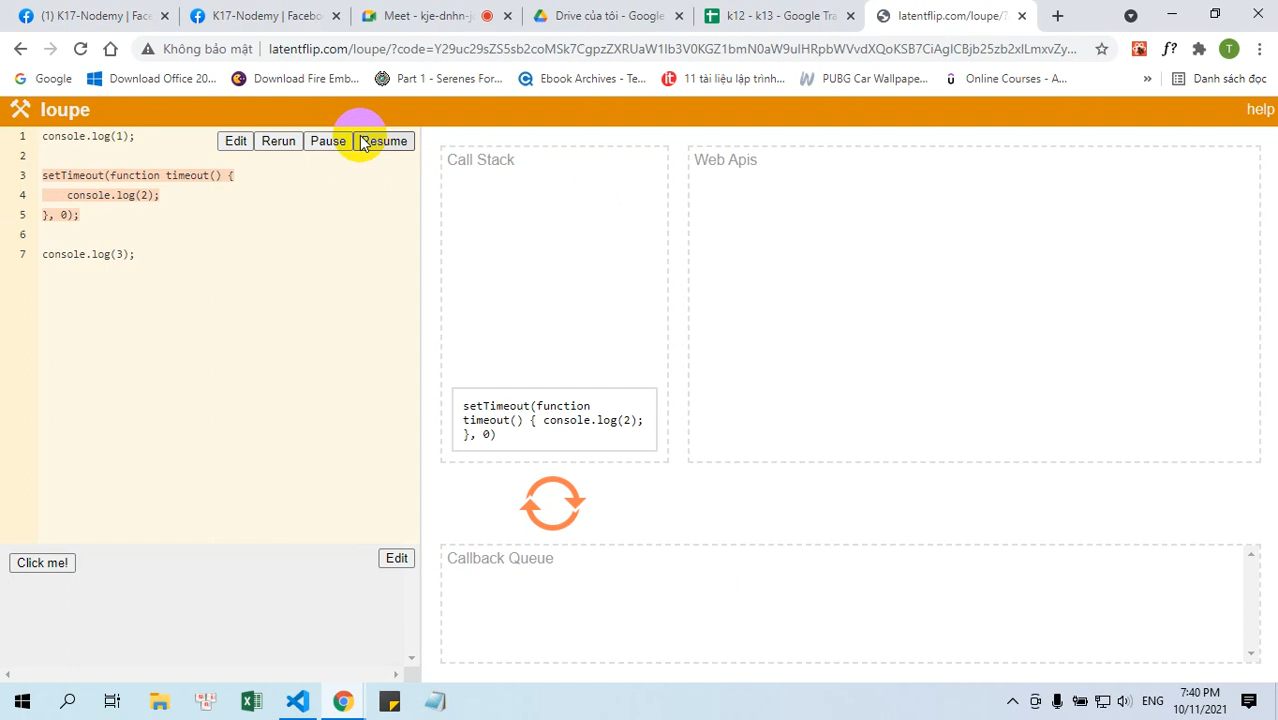 (1) K17-Nodemy | Facebo
K17-Nodemy | Facebo
Meet - kje-dnhn-j
Drive của tôi - Google
k12 - k13 - Google Tra
latentflip.com/loupe/?
Không bảo mật
latentflip.com/loupe/?code=Y29uc29sZS5sb2coMSk7CgpzZXRUaW1lb3V0KGZ1bmN0aW9uIHRpbWVvdXQoKSB7CiAgICBjb25zb2xlLmxvZy...
f?
T
Google
Download Office 20...
Download Fire Emb...
Part 1 - Serenes For...
Ebook Archives - Te...
11 tài liệu lập trình...
PUBG Car Wallpape...
Online Courses - A...
»
Danh sách đọc
loupe
help
Edit
Rerun
Pause
Resume
1 console.log(1);
2
3 setTimeout(function timeout() {
4 console.log(2);
5 }, 0);
6
7 console.log(3);
Call Stack
Web Apis
setTimeout(function
timeout() { console.log(2);
}, 0)
Click me!
Edit
Callback Queue
ENG
7:40 PM
10/11/2021